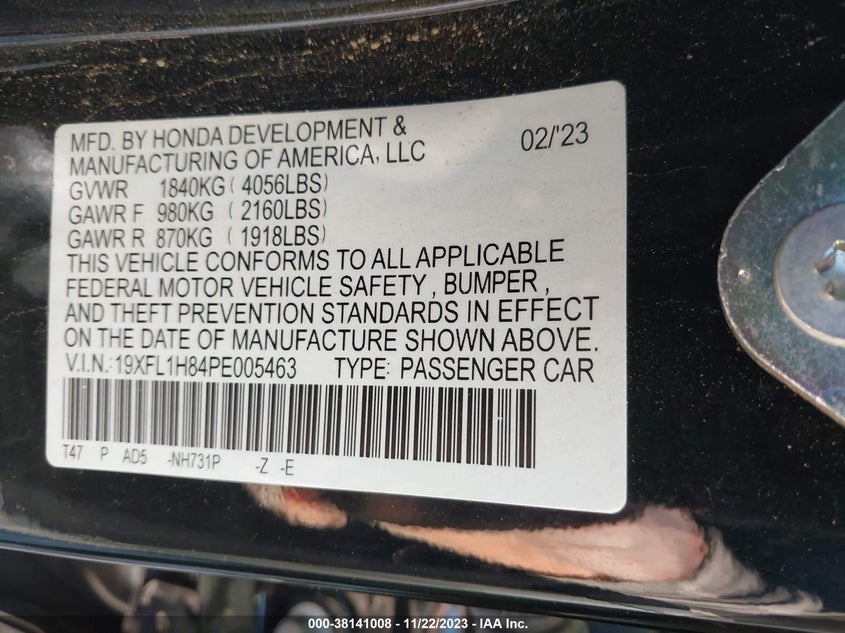 MFD. BY HONDA DEVELOPMENT & 02/'23
MANUFACTURING OF AMERICA, LLC
GVWR 1840KG ( 4056LBS)
GAWR F 980KG ( 2160LBS)
GAWR R 870KG ( 1918LBS)
THIS VEHICLE CONFORMS TO ALL APPLICABLE
FEDERAL MOTOR VEHICLE SAFETY , BUMPER ,
AND THEFT PREVENTION STANDARDS IN EFFECT
ON THE DATE OF MANUFACTURE SHOWN ABOVE.
V.I.N.:19XFL1H84PE005463 TYPE: PASSENGER CAR
T47 P AD5 -NH731P -Z -E
000-38141008 - 11/22/2023 - IAA Inc.